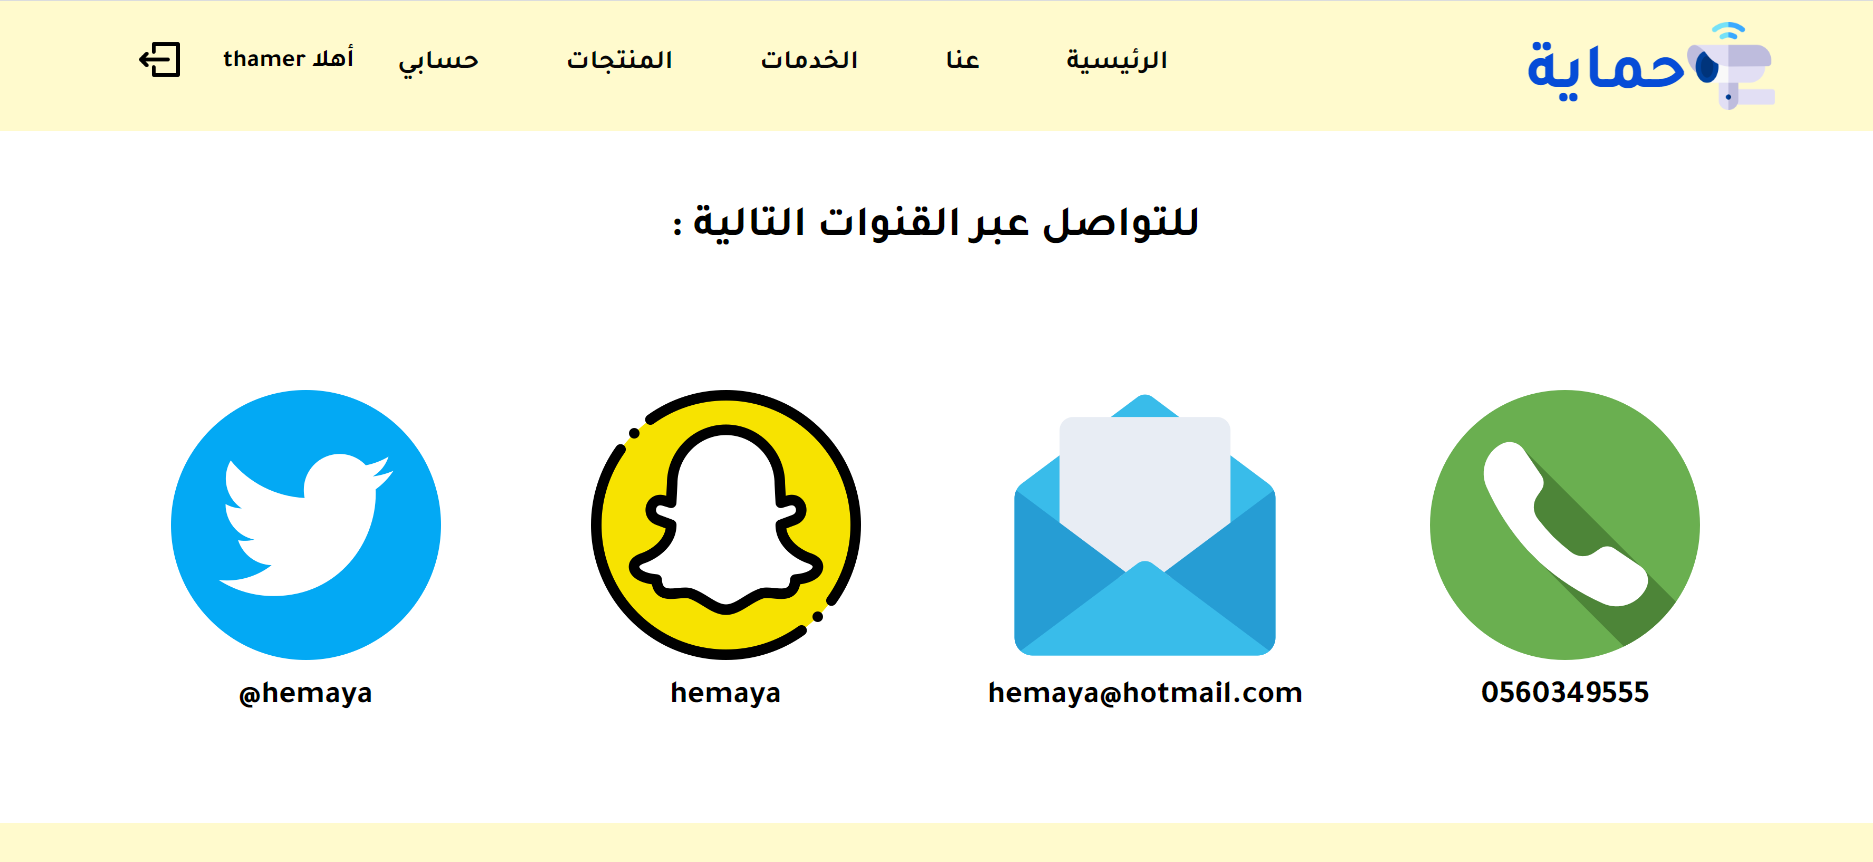 حماية
الرئيسية
عنا
الخدمات
المنتجات
حسابي
أهلا thamer
للتواصل عبر القنوات التالية :
0560349555
hemaya@hotmail.com
hemaya
@hemaya